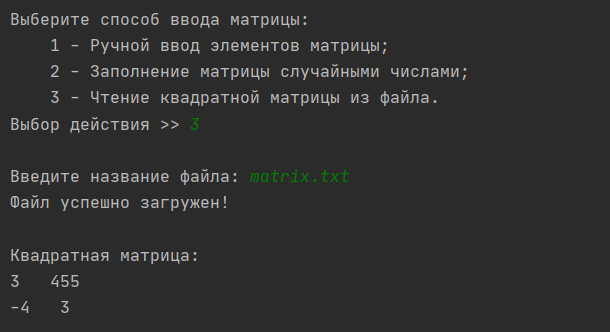 Выберите способ ввода матрицы:
1 - Ручной ввод элементов матрицы;
2 - Заполнение матрицы случайными числами;
3 - Чтение квадратной матрицы из файла.
Выбор действия >> 3
Введите название файла: matrix.txt
Файл успешно загружен!
Квадратная матрица:
3 455
-4 3